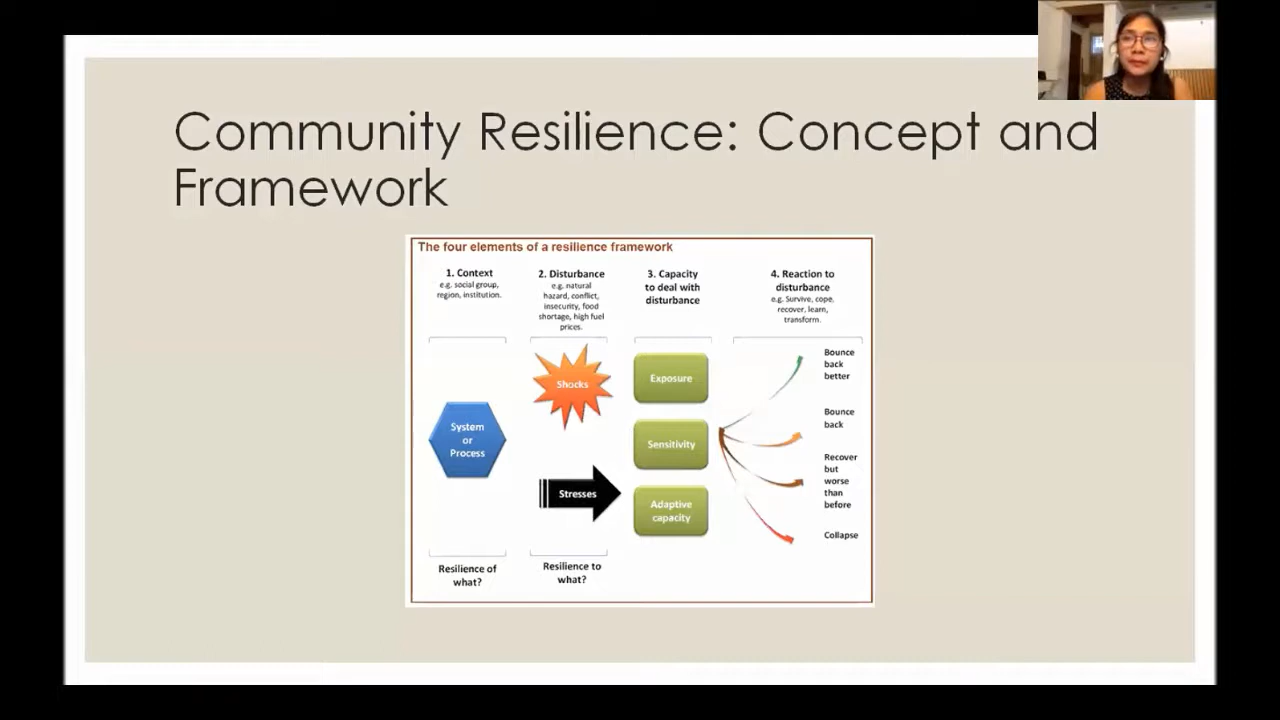 Community Resilience: Concept and
Framework
The four elements of a resilience framework
1. Context
e.g. social group,
region, institution.
2. Disturbance
e.g. natural
hazard, conflict,
insecurity, food
shortage, high fuel
prices.
3. Capacity
to deal with
disturbance
4. Reaction to
disturbance
e.g. Survive, cope,
recover, learn,
transform.
System
or
Process
Shocks
Stresses
Exposure
Sensitivity
Adaptive
capacity
Bounce
back
better
Bounce
back
Recover
but
worse
than
before
Collapse
Resilience of
what?
Resilience to
what?